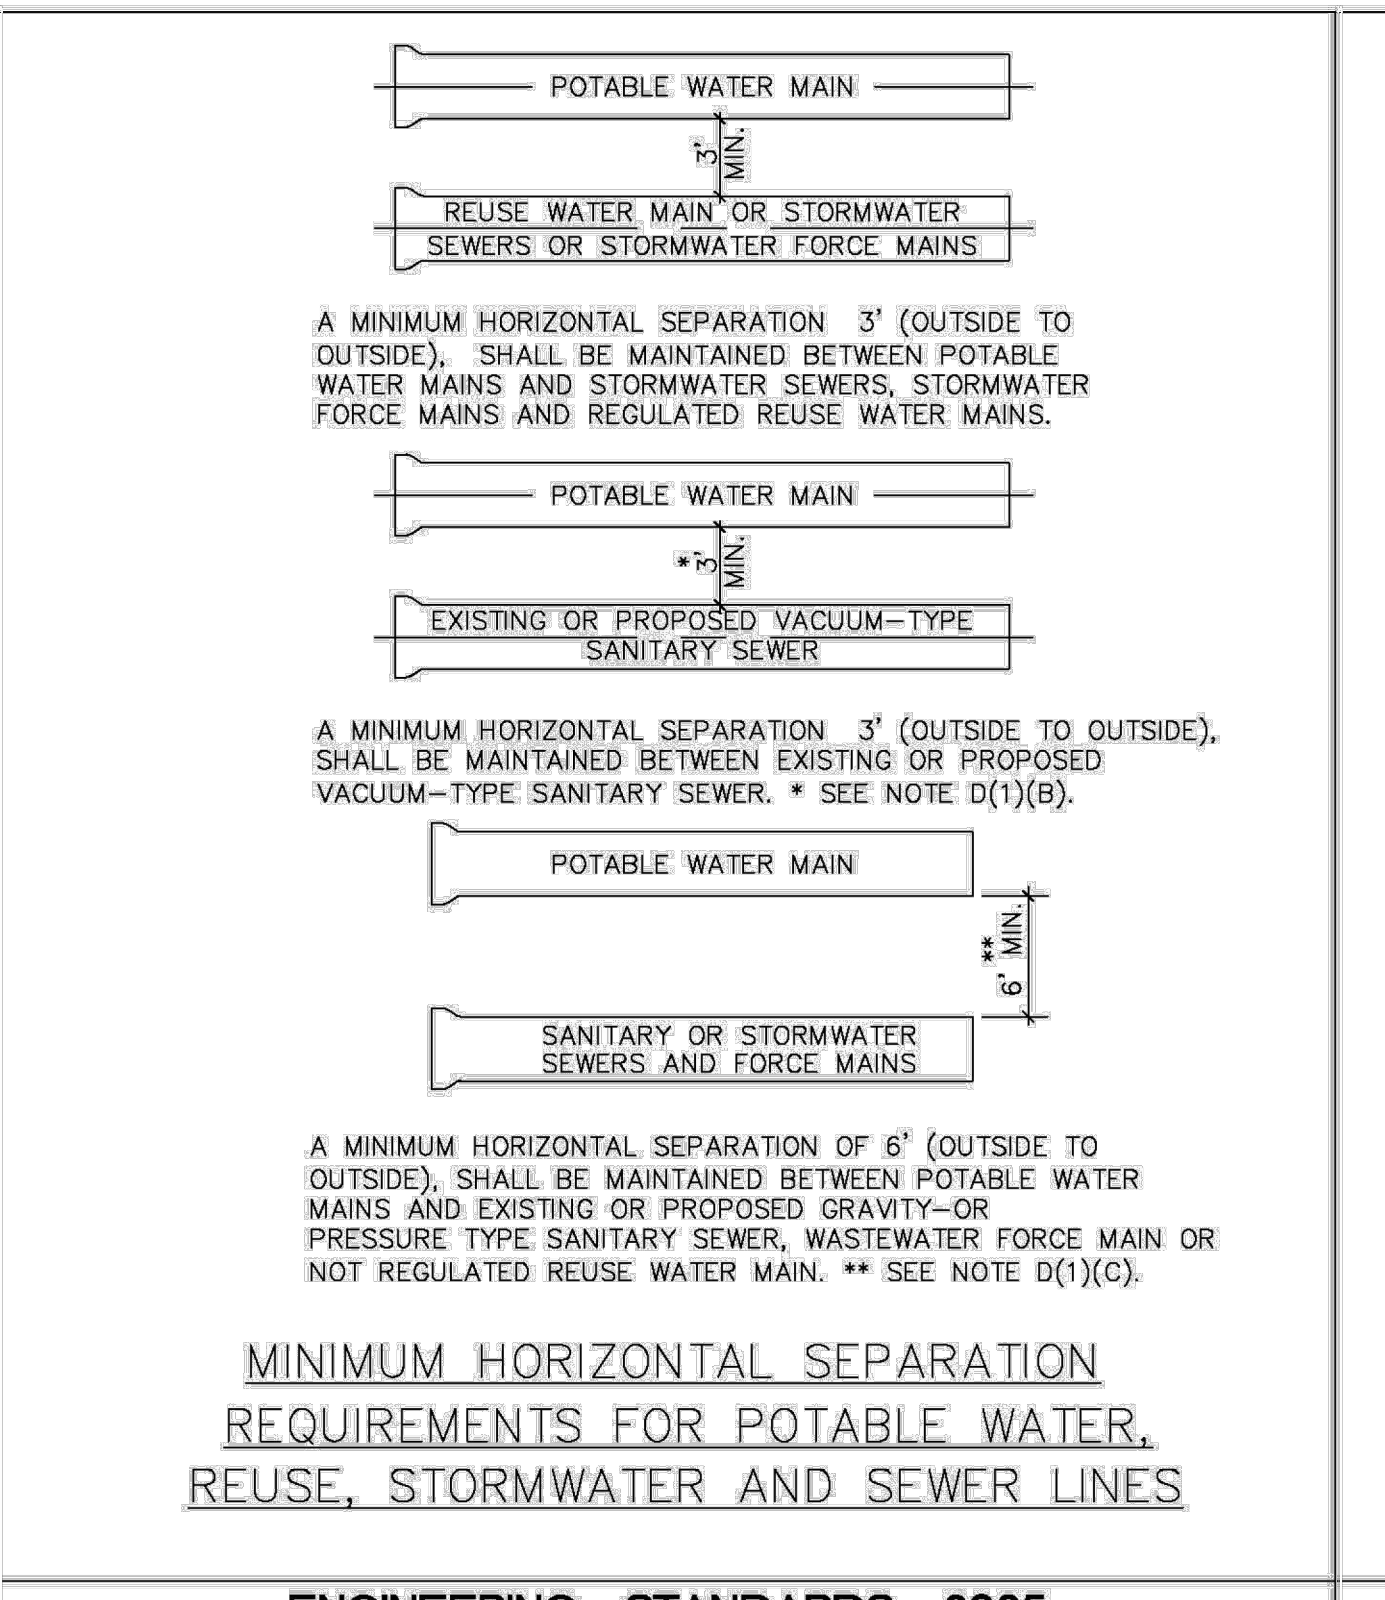 POTABLE WATER MAIN
3' MIN.
REUSE WATER MAIN OR STORMWATER
SEWERS OR STORMWATER FORCE MAINS
A MINIMUM HORIZONTAL SEPARATION 3' (OUTSIDE TO
OUTSIDE), SHALL BE MAINTAINED BETWEEN POTABLE
WATER MAINS AND STORMWATER SEWERS, STORMWATER
FORCE MAINS AND REGULATED REUSE WATER MAINS.
POTABLE WATER MAIN
* 3' MIN.
EXISTING OR PROPOSED VACUUM-TYPE
SANITARY SEWER
A MINIMUM HORIZONTAL SEPARATION 3' (OUTSIDE TO OUTSIDE),
SHALL BE MAINTAINED BETWEEN EXISTING OR PROPOSED
VACUUM-TYPE SANITARY SEWER. * SEE NOTE D(1)(B).
POTABLE WATER MAIN
**
6' MIN.
SANITARY OR STORMWATER
SEWERS AND FORCE MAINS
A MINIMUM HORIZONTAL SEPARATION OF 6' (OUTSIDE TO
OUTSIDE), SHALL BE MAINTAINED BETWEEN POTABLE WATER
MAINS AND EXISTING OR PROPOSED GRAVITY-OR
PRESSURE TYPE SANITARY SEWER, WASTEWATER FORCE MAIN OR
NOT REGULATED REUSE WATER MAIN. ** SEE NOTE D(1)(C).
MINIMUM HORIZONTAL SEPARATION
REQUIREMENTS FOR POTABLE WATER,
REUSE, STORMWATER AND SEWER LINES
ENGINEERING STANDARDS